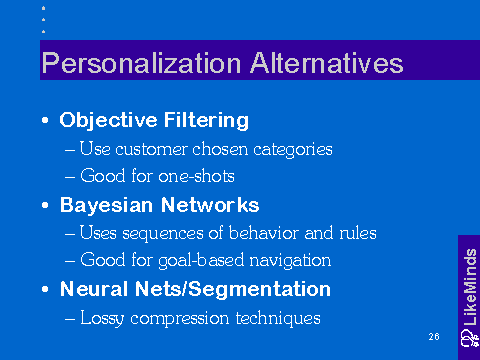 Personalization Alternatives
• Objective Filtering
– Use customer chosen categories
– Good for one-shots
• Bayesian Networks
– Uses sequences of behavior and rules
– Good for goal-based navigation
• Neural Nets/Segmentation
– Lossy compression techniques
LikeMinds
26